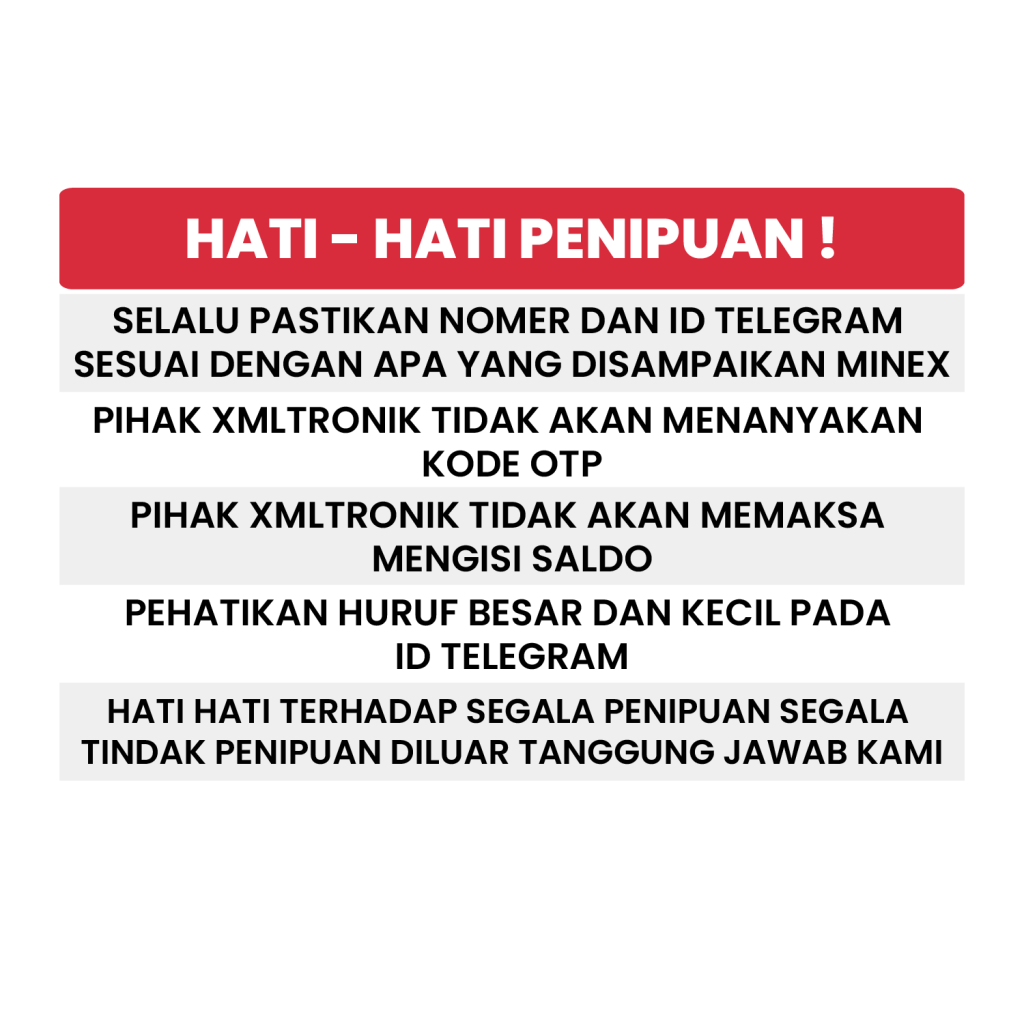 HATI - HATI PENIPUAN !
SELALU PASTIKAN NOMER DAN ID TELEGRAM
SESUAI DENGAN APA YANG DISAMPAIKAN MINEX
PIHAK XMLTRONIK TIDAK AKAN MENANYAKAN
KODE OTP
PIHAK XMLTRONIK TIDAK AKAN MEMAKSA
MENGISI SALDO
PEHATIKAN HURUF BESAR DAN KECIL PADA
ID TELEGRAM
HATI HATI TERHADAP SEGALA PENIPUAN SEGALA
TINDAK PENIPUAN DILUAR TANGGUNG JAWAB KAMI